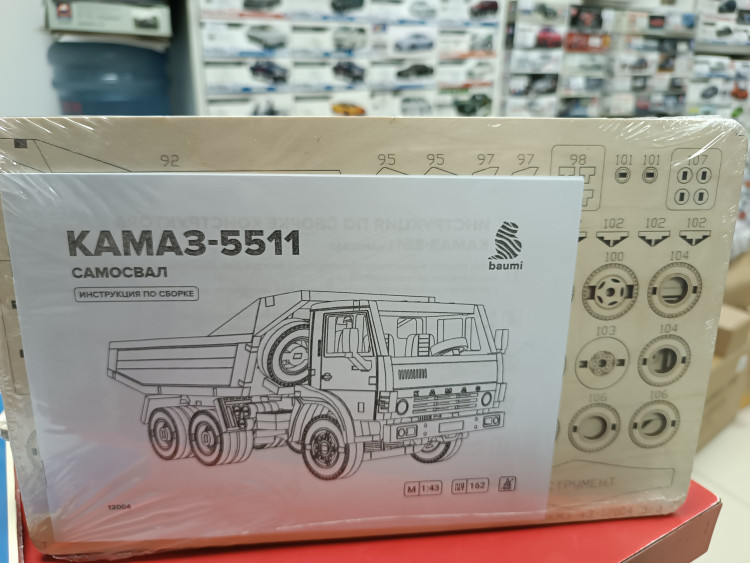 92 95 95 97 97 98 101 101 107
КАМАЗ-5511
САМОСВАЛ
ИНСТРУКЦИЯ ПО СБОРКЕ
baumi
102 102 102
100 104
103 104
106 106
КАМАЗ
М 1:43 162
12004